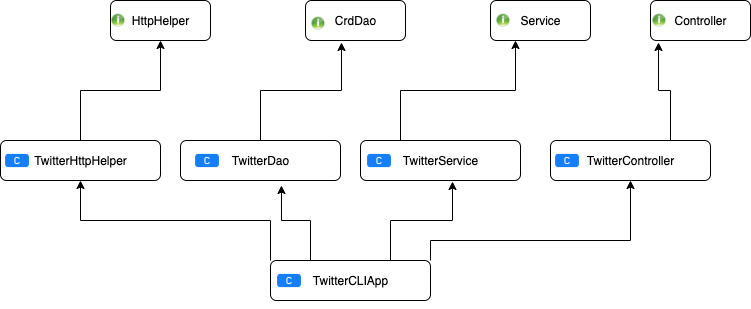 I HttpHelper
I CrdDao
I Service
I Controller
C TwitterHttpHelper
C TwitterDao
C TwitterService
C TwitterController
C TwitterCLIApp